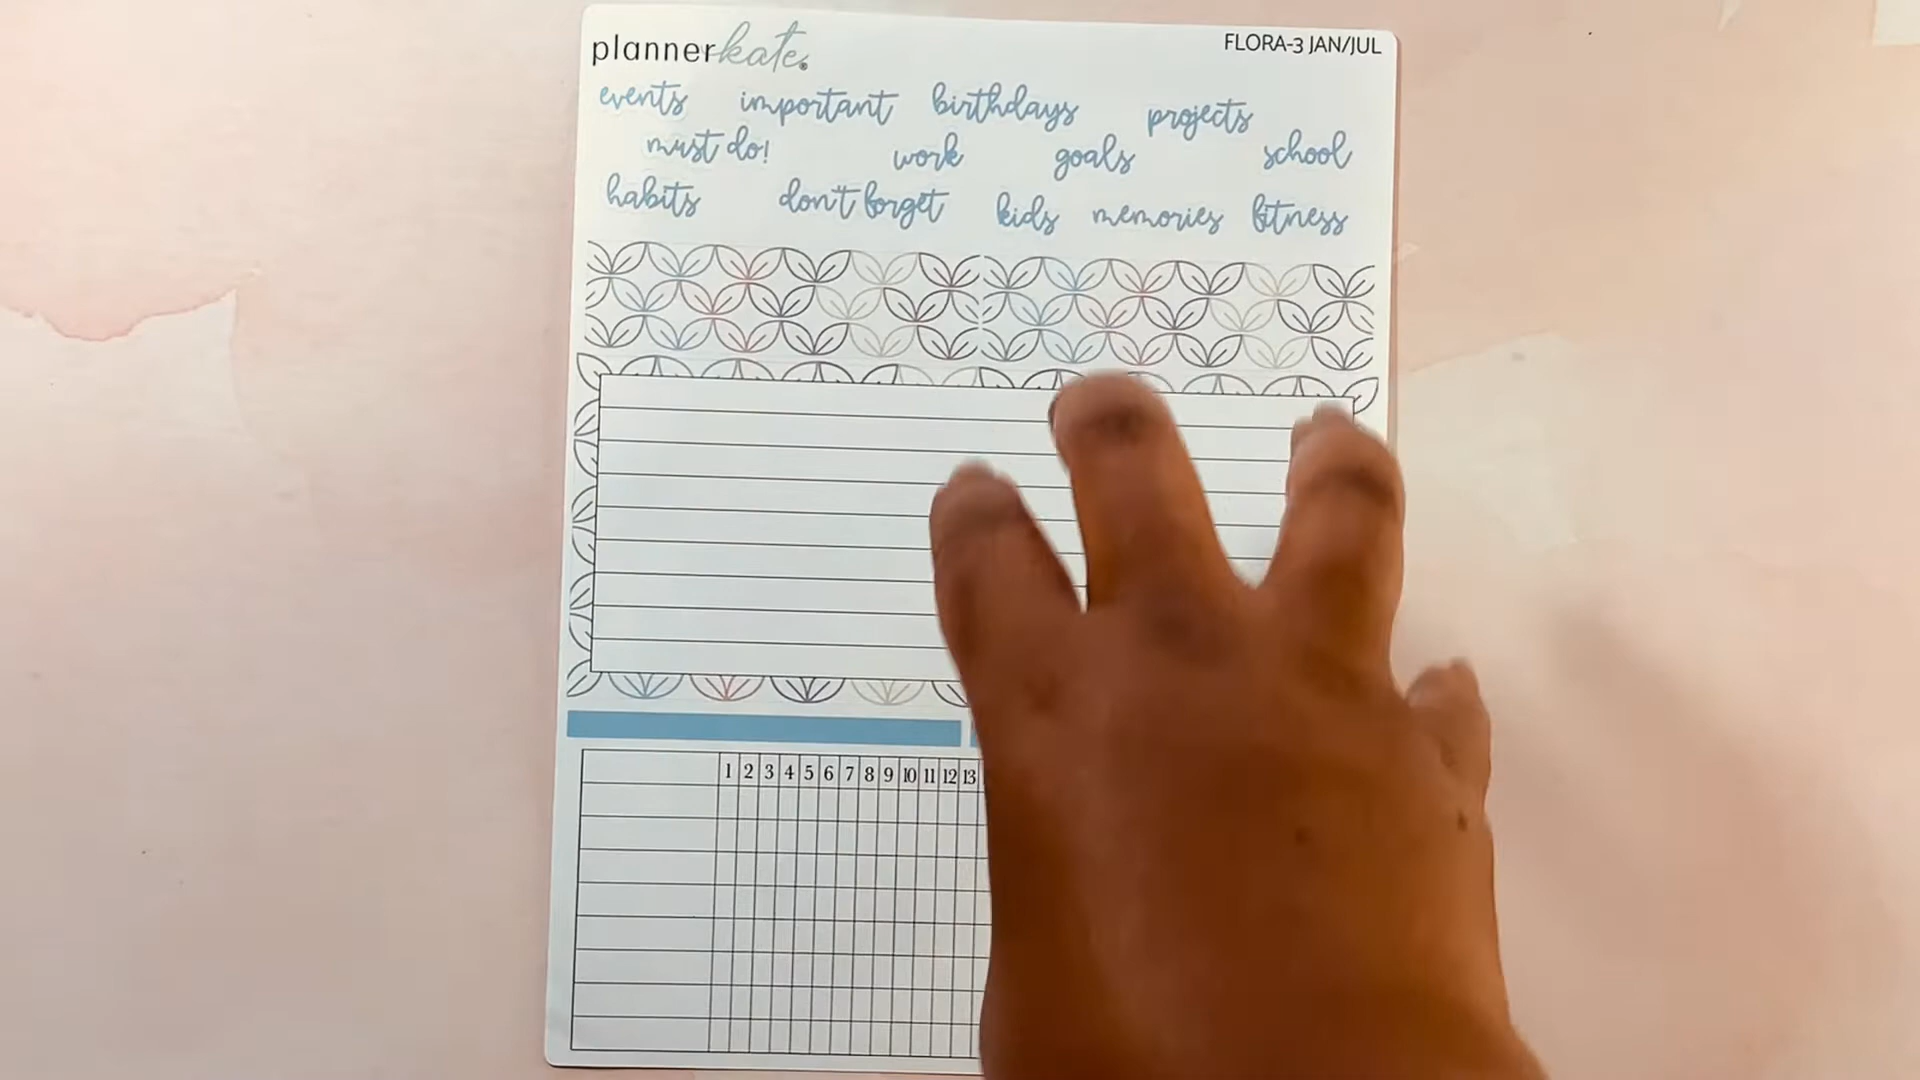 plannerkate® FLORA-3 JAN/JUL
events important birthdays projects
must do! work goals school
habits don't forget kids memories fitness
1 2 3 4 5 6 7 8 9 10 11 12 13